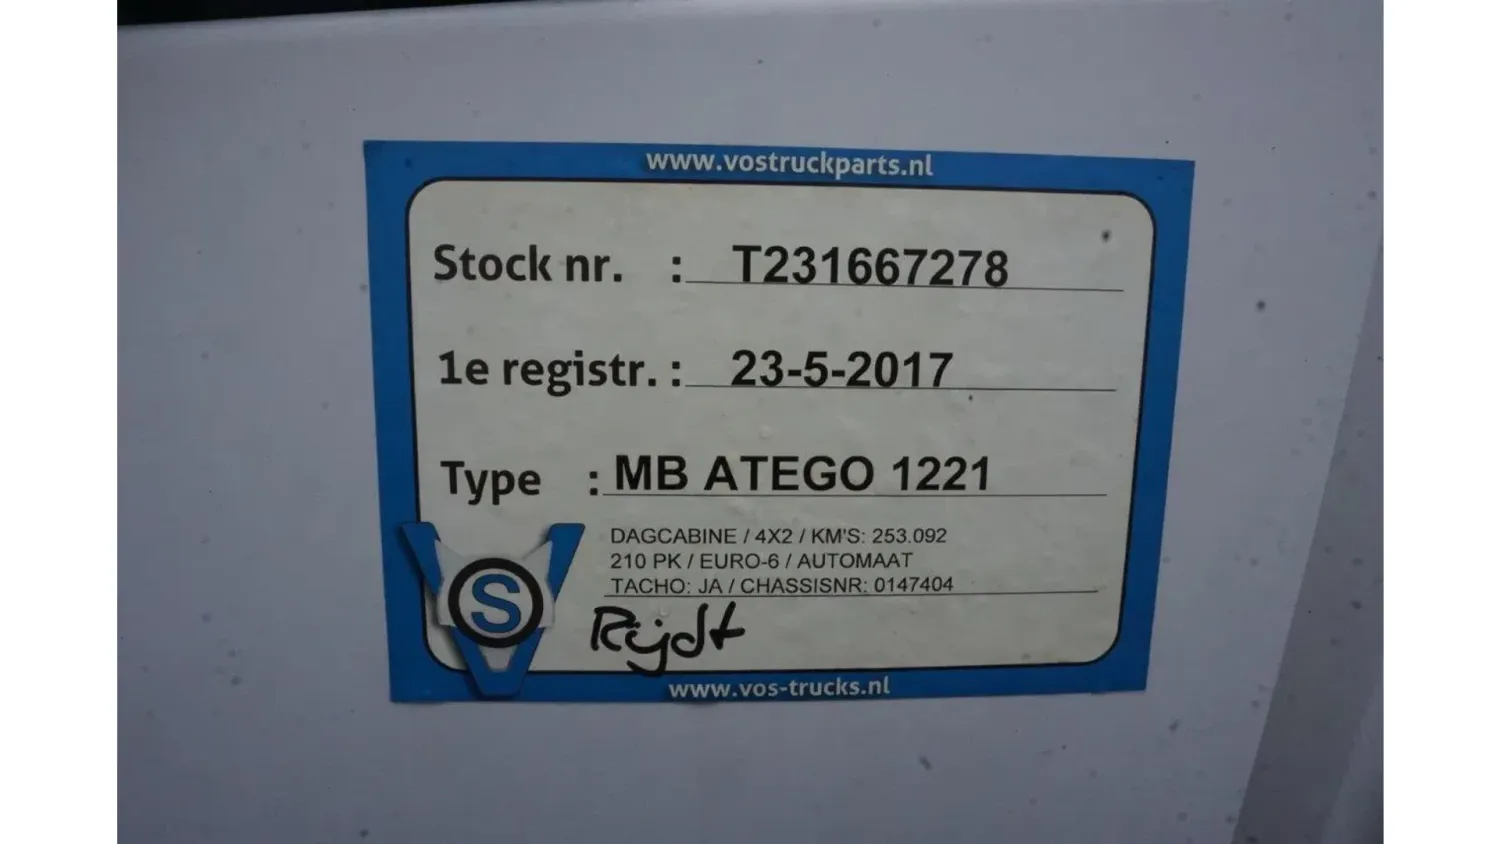 www.vostruckparts.nl
Stock nr. : T231667278
1e registr. : 23-5-2017
Type : MB ATEGO 1221
DAGCABINE / 4X2 / KM'S: 253.092
210 PK / EURO-6 / AUTOMAAT
TACHO: JA / CHASSISNR: 0147404
VOS
Rijdt
www.vos-trucks.nl